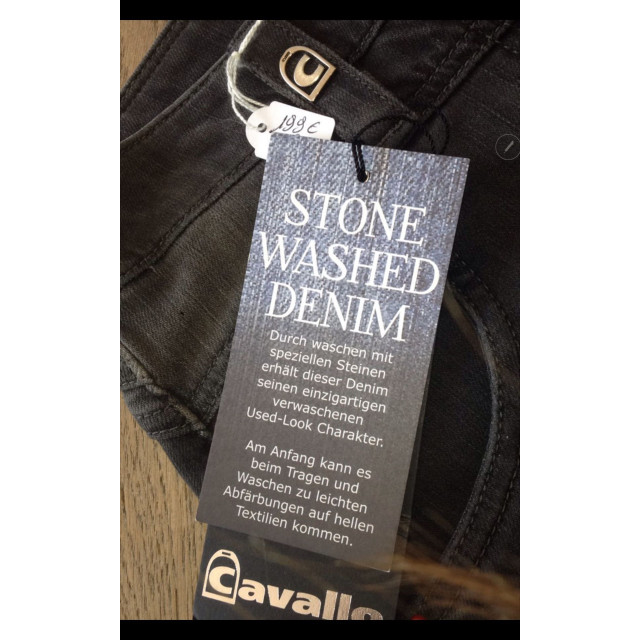 199€
STONE
WASHED
DENIM
Durch waschen mit
speziellen Steinen
erhält dieser Denim
seinen einzigartigen
verwaschenen
Used-Look Charakter.
Am Anfang kann es
beim Tragen und
Waschen zu leichten
Abfärbungen auf hellen
Textilien kommen.
Cavallo